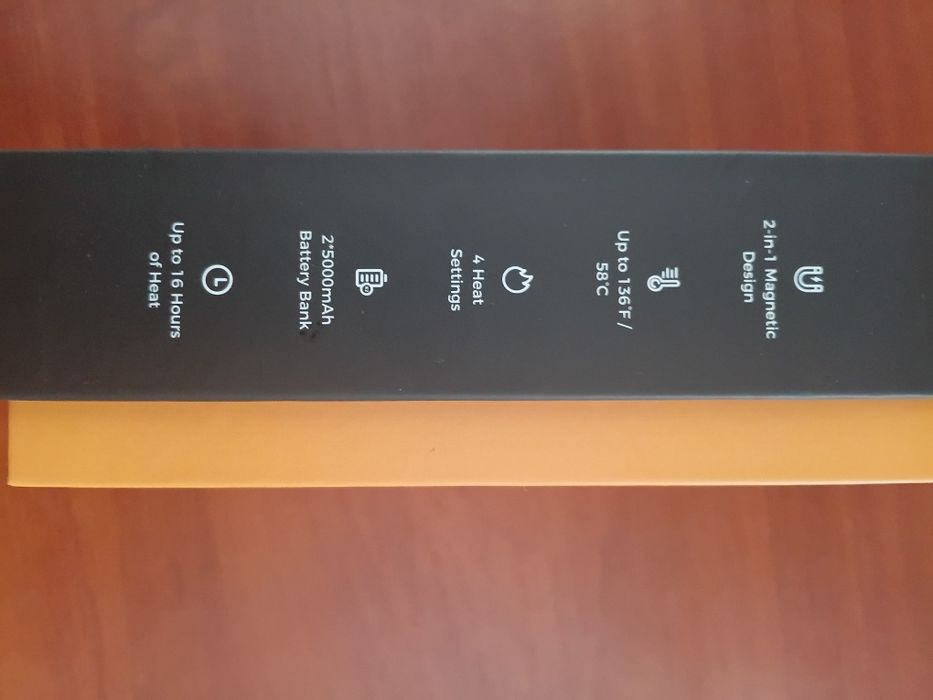 2-in-1 Magnetic
Design
Up to 136°F /
58°C
4 Heat
Settings
2*5000mAh
Battery Bank
Up to 16 Hours
of Heat